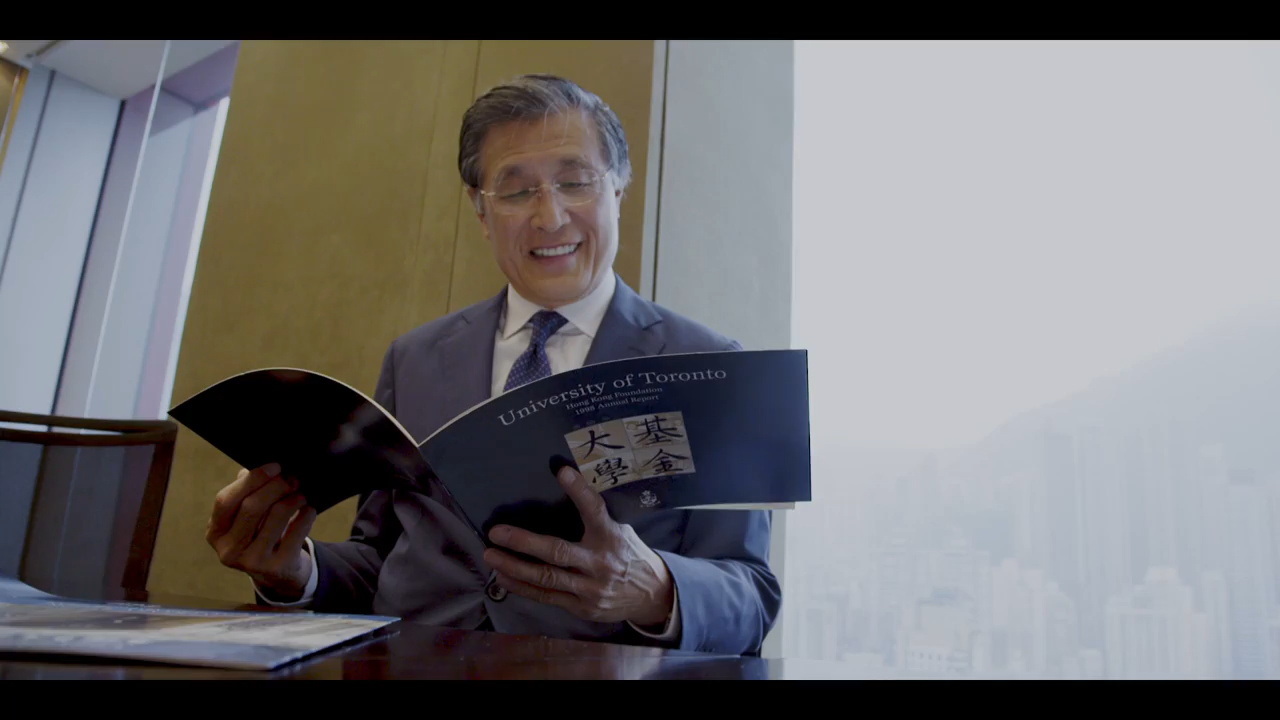 University of Toronto
Hong Kong Foundation
1998 Annual Report
大 基
學 金